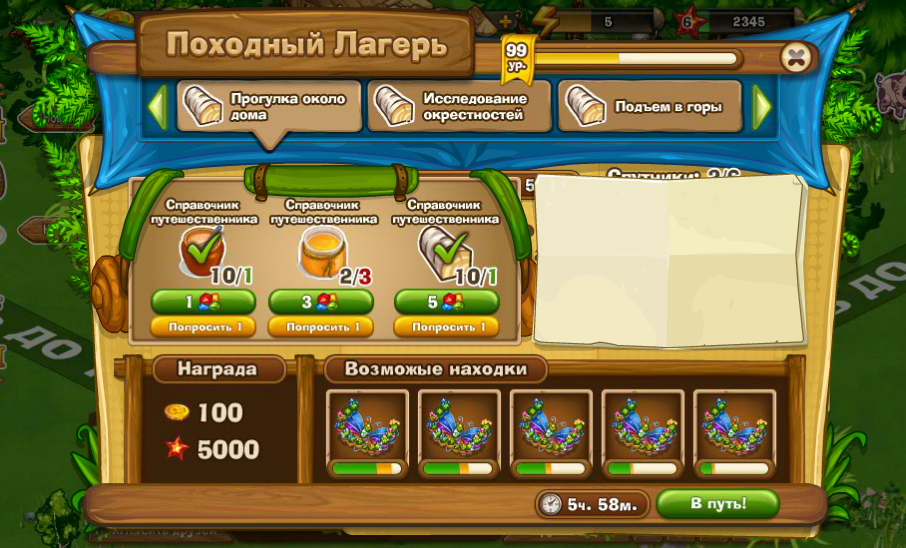 5
6
2345
Походный Лагерь
99
ур.
Прогулка около
дома
Исследование
окрестностей
Подъем в горы
Спутники: 2/6
Справочник
путешественника
10/1
1
Попросить 1
Справочник
путешественника
2/3
3
Попросить 1
Справочник
путешественника
10/1
5
Попросить 1
Награда
100
5000
Возможые находки
5ч. 58м.
В путь!